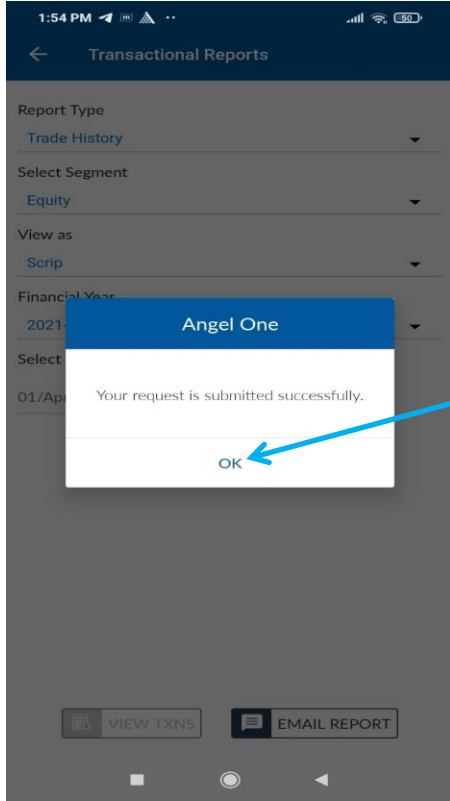 1:54 PM
50
Transactional Reports
Report Type
Trade History
Select Segment
Equity
View as
Scrip
Financial Year
2021-
Angel One
Select
01/Ap
Your request is submitted successfully.
OK
VIEW TXNS
EMAIL REPORT